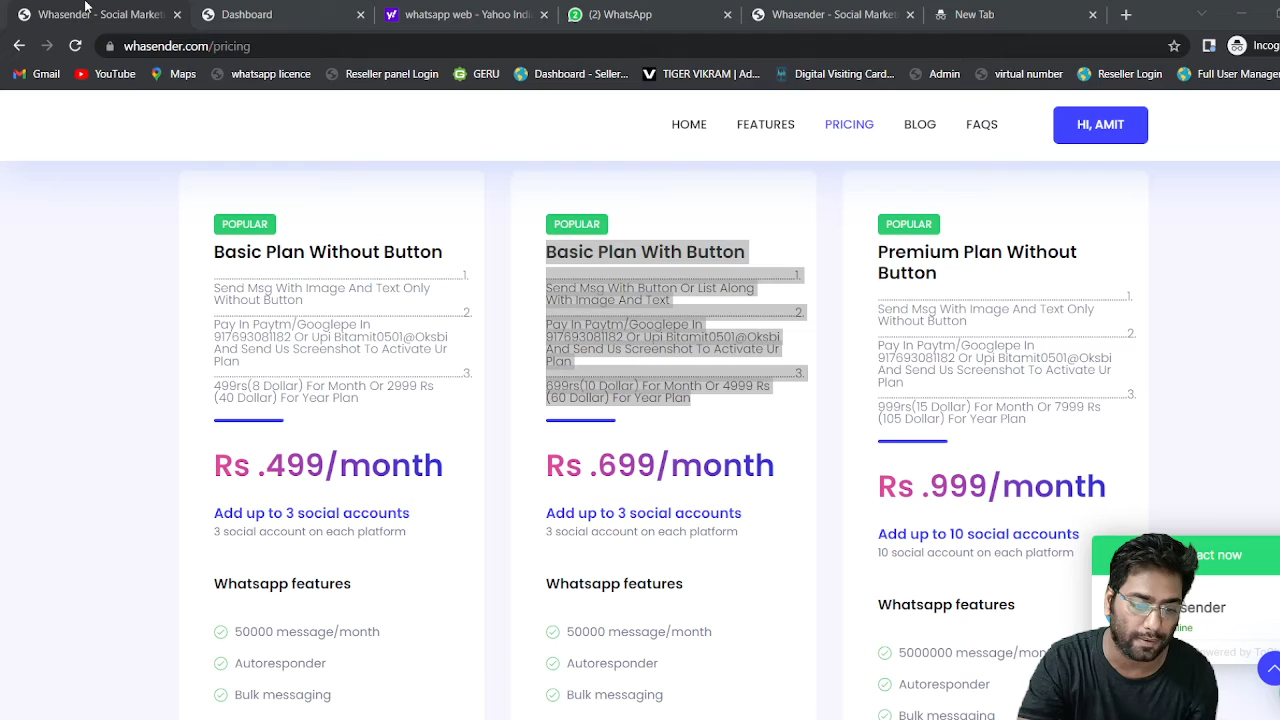 Whasender - Social Market
Dashboard
whatsapp web - Yahoo Indi
(2) WhatsApp
Whasender - Social Market
New Tab
whasender.com/pricing
Incog
Gmail
YouTube
Maps
whatsapp licence
Reseller panel Login
GERU
Dashboard - Seller...
TIGER VIKRAM | Ad...
Digital Visiting Card...
Admin
virtual number
Reseller Login
Full User Manage
HOME
FEATURES
PRICING
BLOG
FAQS
HI, AMIT
POPULAR
Basic Plan Without Button
1.
Send Msg With Image And Text Only
Without Button
2.
Pay In Paytm/Googlepe In
917693081182 Or Upi Bitamit0501@Oksbi
And Send Us Screenshot To Activate Ur
Plan
3.
499rs(8 Dollar) For Month Or 2999 Rs
(40 Dollar) For Year Plan
Rs .499/month
Add up to 3 social accounts
3 social account on each platform
Whatsapp features
50000 message/month
Autoresponder
Bulk messaging
POPULAR
Basic Plan With Button
1.
Send Msg With Button Or List Along
With Image And Text
2.
Pay In Paytm/Googlepe In
917693081182 Or Upi Bitamit0501@Oksbi
And Send Us Screenshot To Activate Ur
Plan
3.
699rs(10 Dollar) For Month Or 4999 Rs
(60 Dollar) For Year Plan
Rs .699/month
Add up to 3 social accounts
3 social account on each platform
Whatsapp features
50000 message/month
Autoresponder
Bulk messaging
POPULAR
Premium Plan Without
Button
1.
Send Msg With Image And Text Only
Without Button
2.
Pay In Paytm/Googlepe In
917693081182 Or Upi Bitamit0501@Oksbi
And Send Us Screenshot To Activate Ur
Plan
3.
999rs(15 Dollar) For Month Or 7999 Rs
(105 Dollar) For Year Plan
Rs .999/month
Add up to 10 social accounts
10 social account on each platform
Whatsapp features
5000000 message/mon
Autoresponder
Bulk messaging
act now
sender
nline